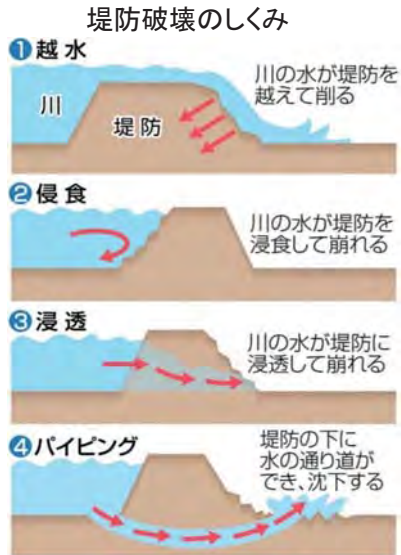 堤防破壊のしくみ
❶越水
川の水が堤防を
越えて削る
川
堤防
❷侵食
川の水が堤防を
浸食して崩れる
❸浸透
川の水が堤防に
浸透して崩れる
❹パイピング
堤防の下に
水の通り道が
でき、沈下する